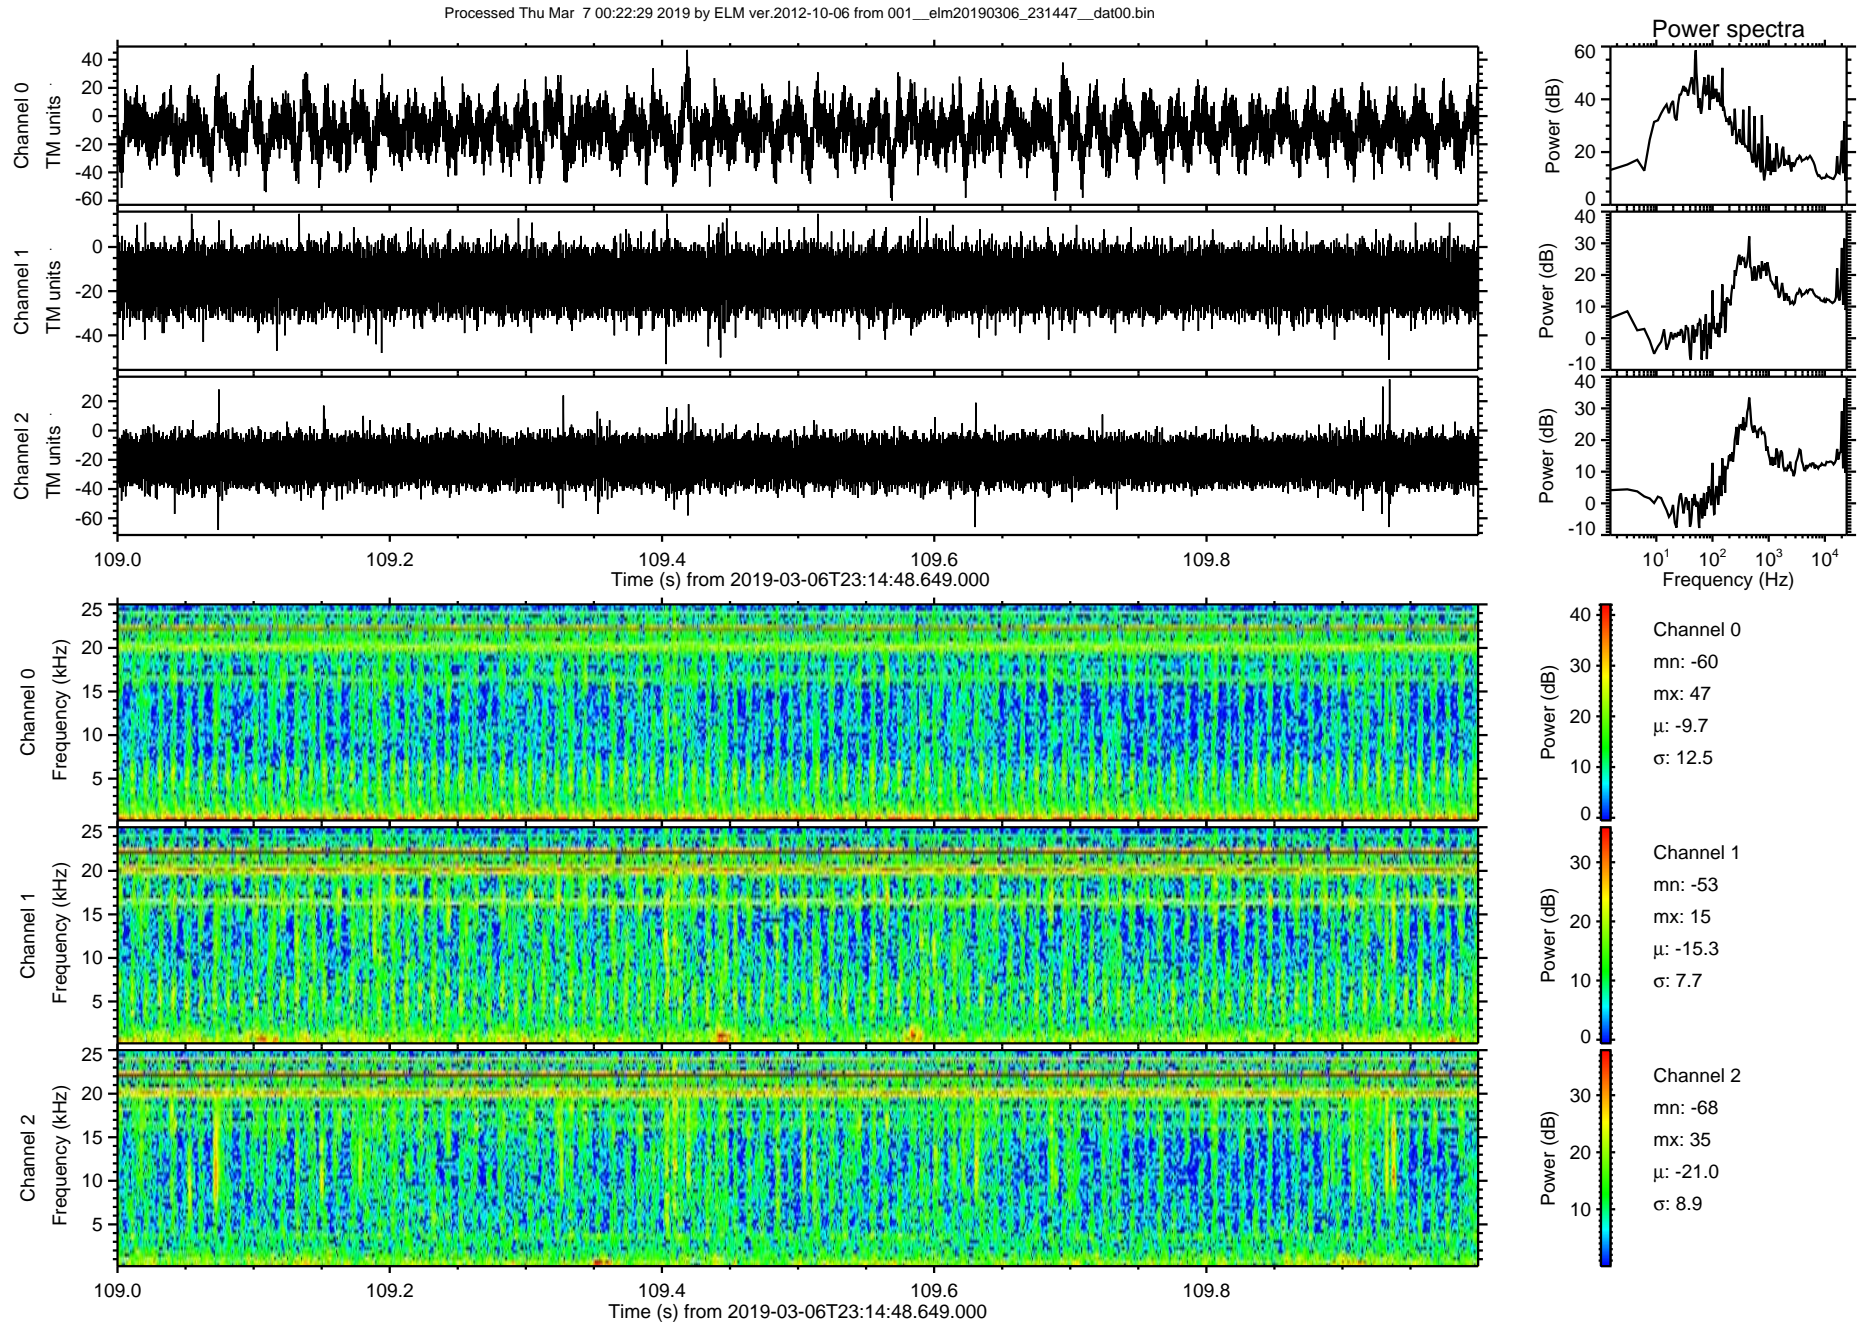 Processed Thu Mar  7 00:22:29 2019 by ELM ver.2012-10-06 from 001__elm20190306_231447__dat00.bin
Power spectra
Channel 0
TM units
40
20
0
-20
-40
-60
Power (dB)
60
40
20
0
Channel 1
TM units
0
-20
-40
Power (dB)
40
30
20
10
0
-10
Channel 2
TM units
20
0
-20
-40
-60
Power (dB)
40
30
20
10
0
-10
109.0 109.2 109.4 109.6 109.8
Time (s) from 2019-03-06T23:14:48.649.000
10^1 10^2 10^3 10^4
Frequency (Hz)
Channel 0
Frequency (kHz)
25
20
15
10
5
Power (dB)
40
30
20
10
0
Channel 0
mn: -60
mx: 47
μ: -9.7
σ: 12.5
Channel 1
Frequency (kHz)
25
20
15
10
5
Power (dB)
30
20
10
0
Channel 1
mn: -53
mx: 15
μ: -15.3
σ: 7.7
Channel 2
Frequency (kHz)
25
20
15
10
5
Power (dB)
30
20
10
Channel 2
mn: -68
mx: 35
μ: -21.0
σ: 8.9
109.0 109.2 109.4 109.6 109.8
Time (s) from 2019-03-06T23:14:48.649.000